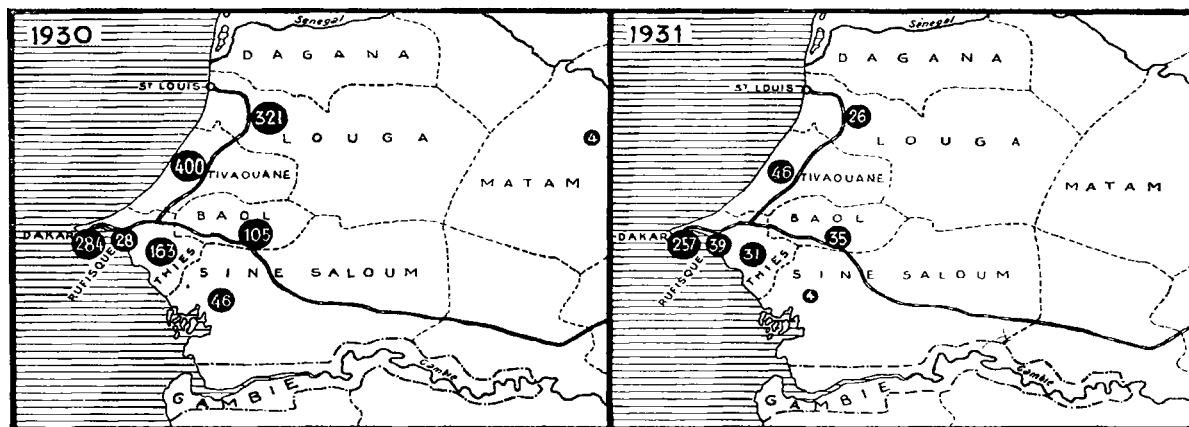 1930
Sénégal
DAGANA
ST LOUIS
321
LOUGA
4
400
TIVAOUANE
MATAM
BAOL
DAKAR
284
28
163
105
RUFISQUE
THIES
SINE SALOUM
46
Gambie
GAMBIE
1931
Sénégal
DAGANA
ST LOUIS
26
LOUGA
46
TIVAOUANE
MATAM
BAOL
DAKAR
257
39
31
35
RUFISQUE
THIES
SINE SALOUM
4
Gambie
GAMBIE